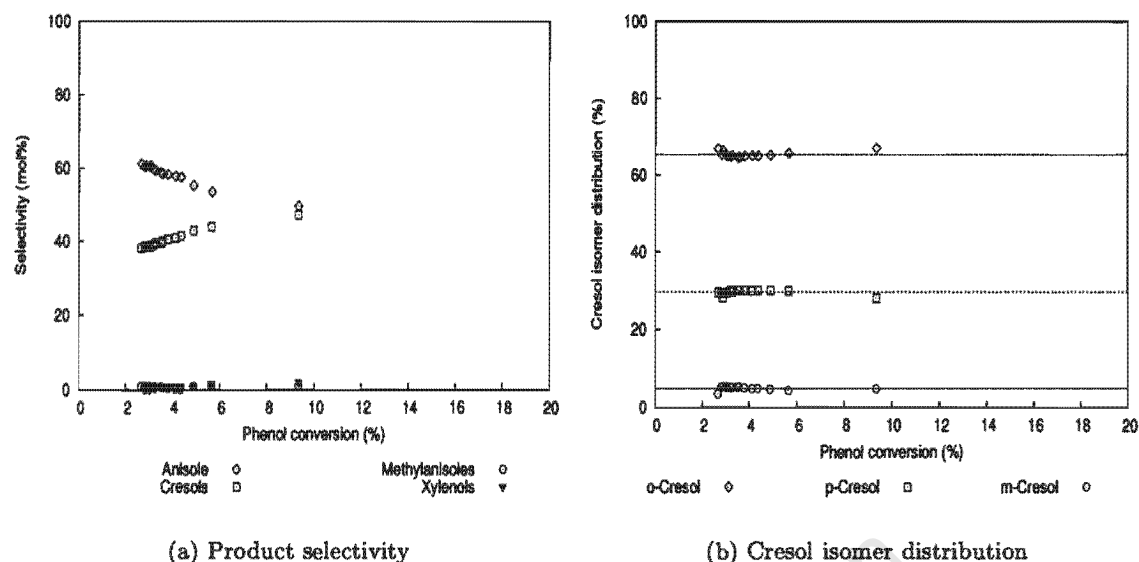 100
80
60
40
20
0
Selectivity (mol%)
0 2 4 6 8 10 12 14 16 18 20
Phenol conversion (%)
Anisole
Methylanisoles
Cresols
Xylenols
(a) Product selectivity
100
80
60
40
20
0
Cresol isomer distribution (%)
0 2 4 6 8 10 12 14 16 18 20
Phenol conversion (%)
o-Cresol p-Cresol m-Cresol
(b) Cresol isomer distribution